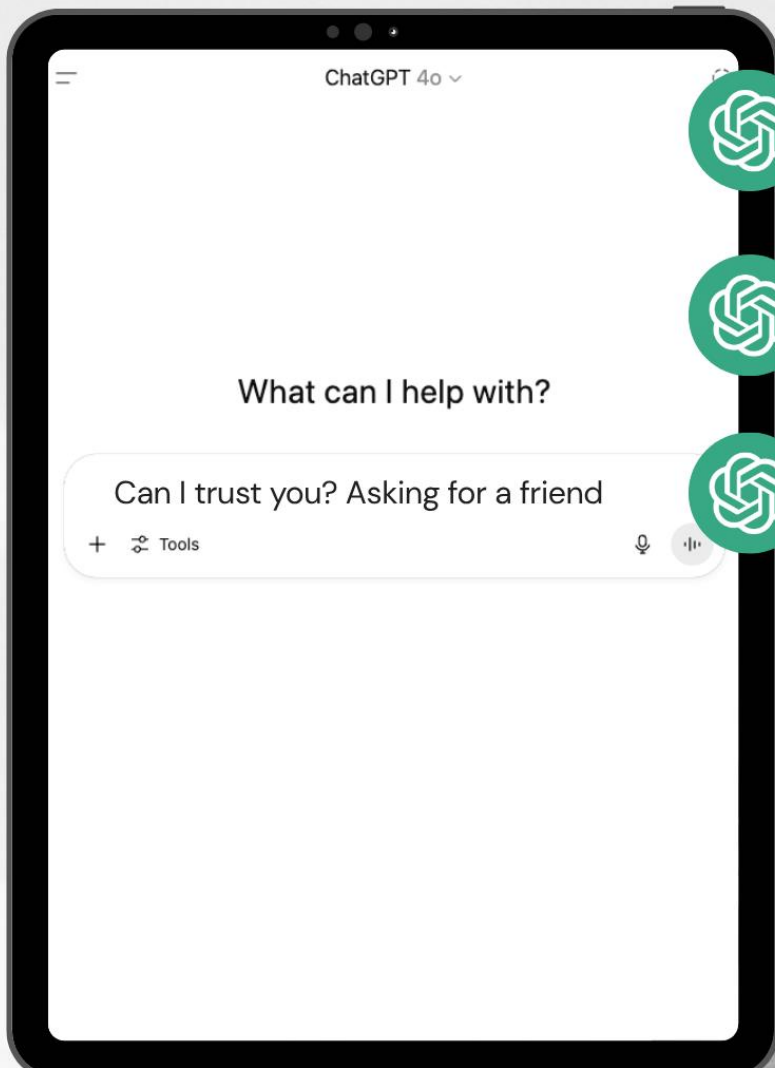 ChatGPT 4o
What can I help with?
Can I trust you? Asking for a friend
Tools